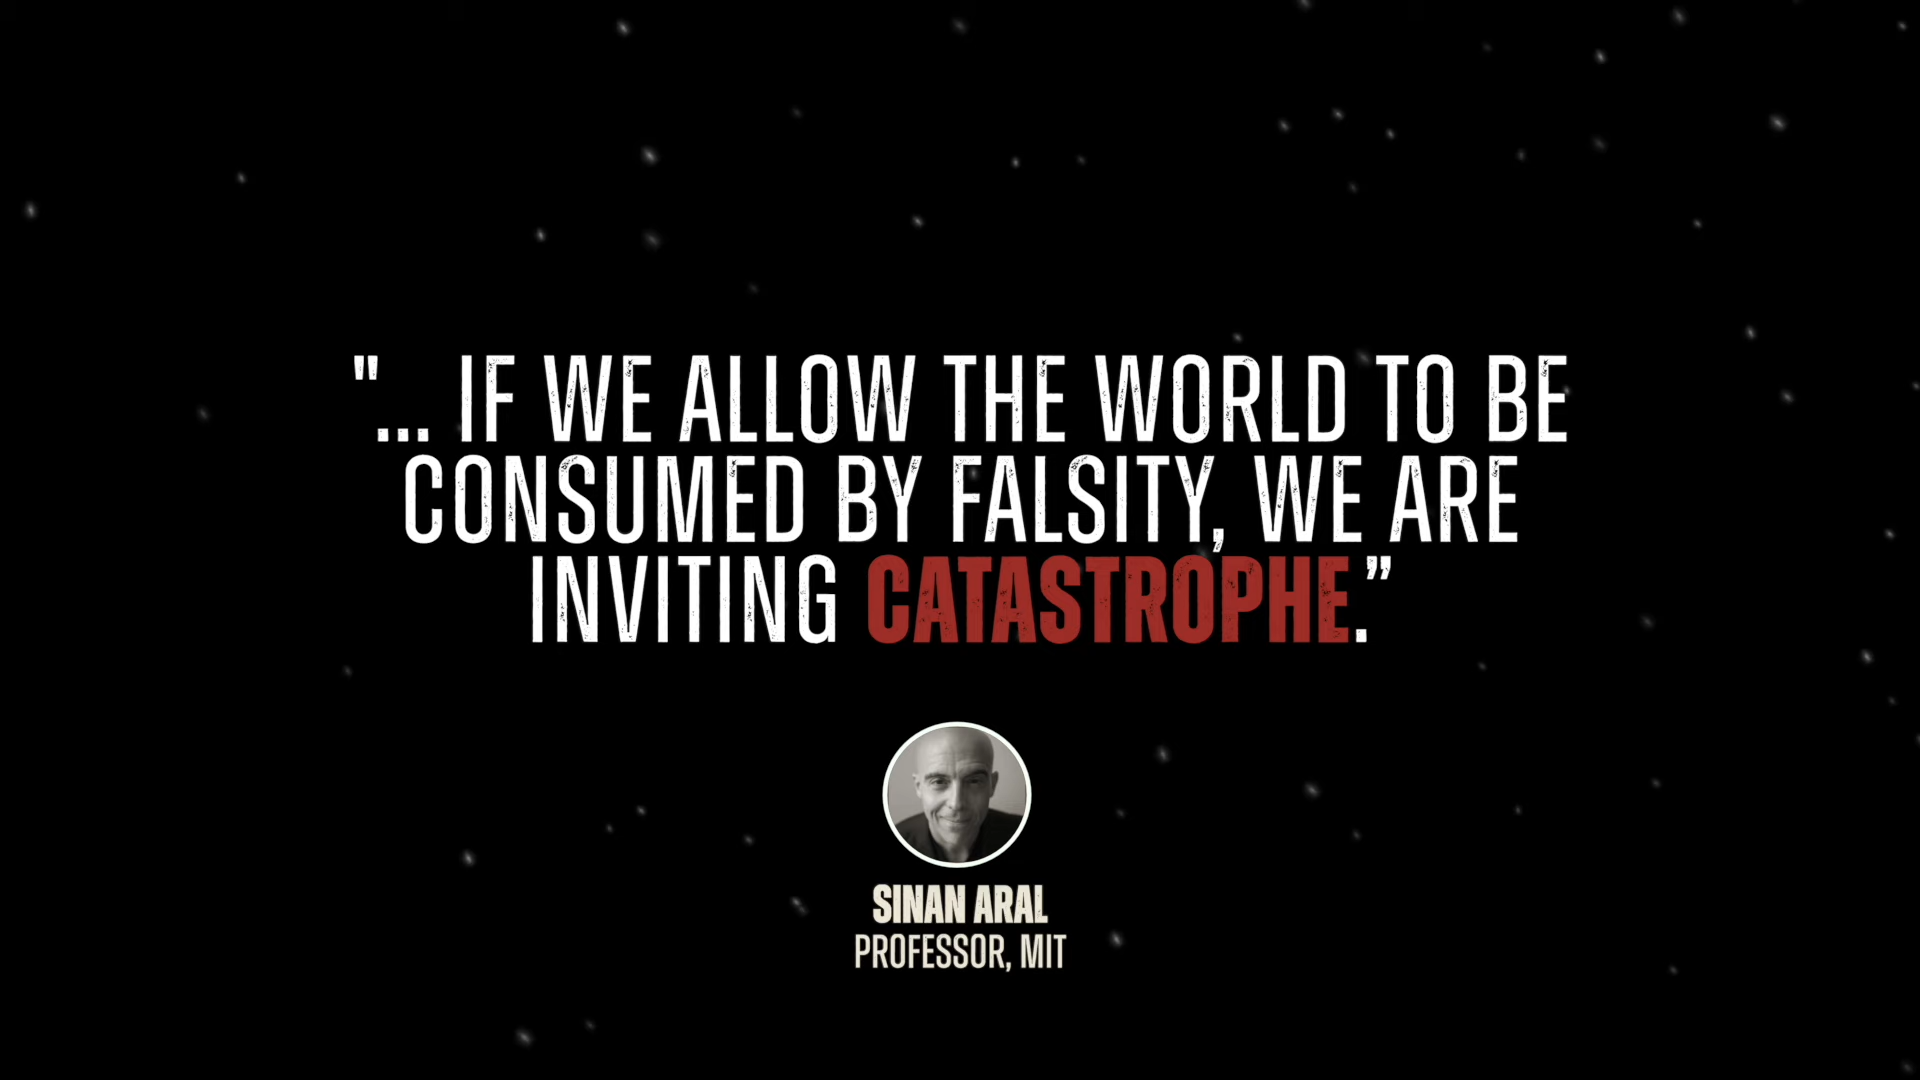 "... IF WE ALLOW THE WORLD TO BE
CONSUMED BY FALSITY, WE ARE
INVITING CATASTROPHE.”
SINAN ARAL
PROFESSOR, MIT